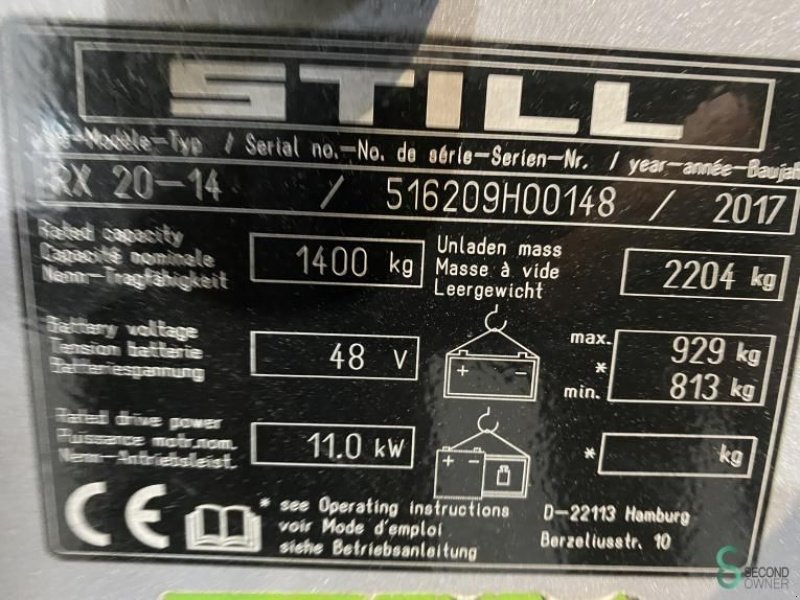 STILL
Type-Modèle-Typ / Serial no.-No. de série-Serien-Nr. / year-année-Baujahr
RX 20-14 / 516209H00148 / 2017
Rated capacity
Capacité nominale
Nenn-Tragfähigkeit
1400 kg
Unladen mass
Masse à vide
Leergewicht
2204 kg
Battery voltage
Tension batterie
Batteriespannung
48 V
+ -
max.
*
min.
929 kg
813 kg
Rated drive power
Puissance motr.nom.
Nenn-Antriebsleist.
11.0 kW
+ -
* kg
CE
* see Operating instructions
voir Mode d'emploi
siehe Betriebsanleitung
D-22113 Hamburg
Berzeliusstr. 10
SECOND
OWNER